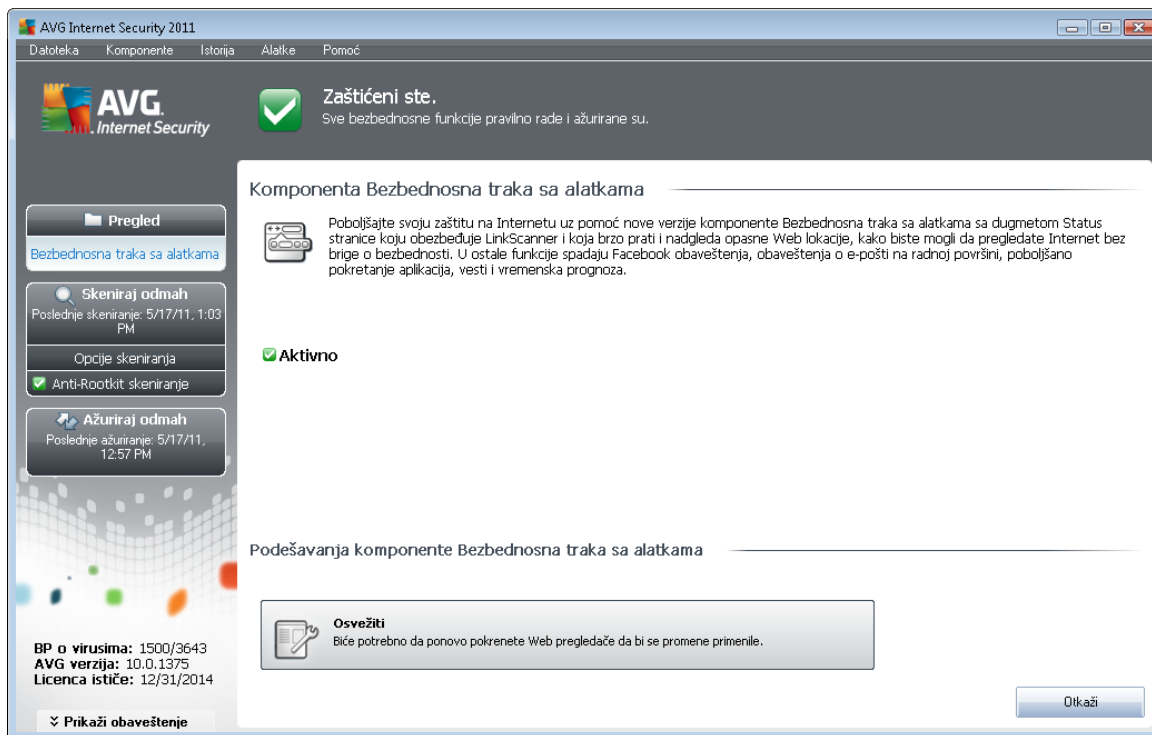 AVG Internet Security 2011
Datoteka Komponente Istorija Alatke Pomoć
AVG.
Internet Security
Zaštićeni ste.
Sve bezbednosne funkcije pravilno rade i ažurirane su.
Pregled
Bezbednosna traka sa alatkama
Skeniraj odmah
Poslednje skeniranje: 5/17/11, 1:03
PM
Opcije skeniranja
Anti-Rootkit skeniranje
Ažuriraj odmah
Poslednje ažuriranje: 5/17/11,
12:57 PM
BP o virusima: 1500/3643
AVG verzija: 10.0.1375
Licenca ističe: 12/31/2014
Prikaži obaveštenje
Komponenta Bezbednosna traka sa alatkama
Poboljšajte svoju zaštitu na Internetu uz pomoć nove verzije komponente Bezbednosna traka sa alatkama sa dugmetom Status
stranice koju obezbeđuje LinkScanner i koja brzo prati i nadgleda opasne Web lokacije, kako biste mogli da pregledate Internet bez
brige o bezbednosti. U ostale funkcije spadaju Facebook obaveštenja, obaveštenja o e-pošti na radnoj površini, poboljšano
pokretanje aplikacija, vesti i vremenska prognoza.
Aktivno
Podešavanja komponente Bezbednosna traka sa alatkama
Osvežiti
Biće potrebno da ponovo pokrenete Web pregledače da bi se promene primenile.
Otkaži